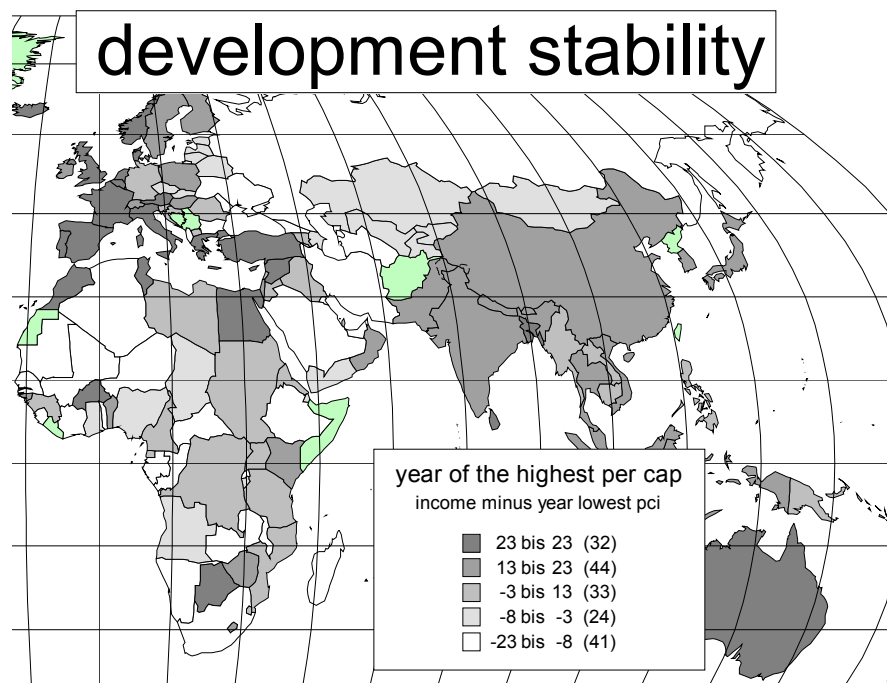 development stability
year of the highest per cap
income minus year lowest pci
23 bis 23 (32)
13 bis 23 (44)
-3 bis 13 (33)
-8 bis -3 (24)
-23 bis -8 (41)